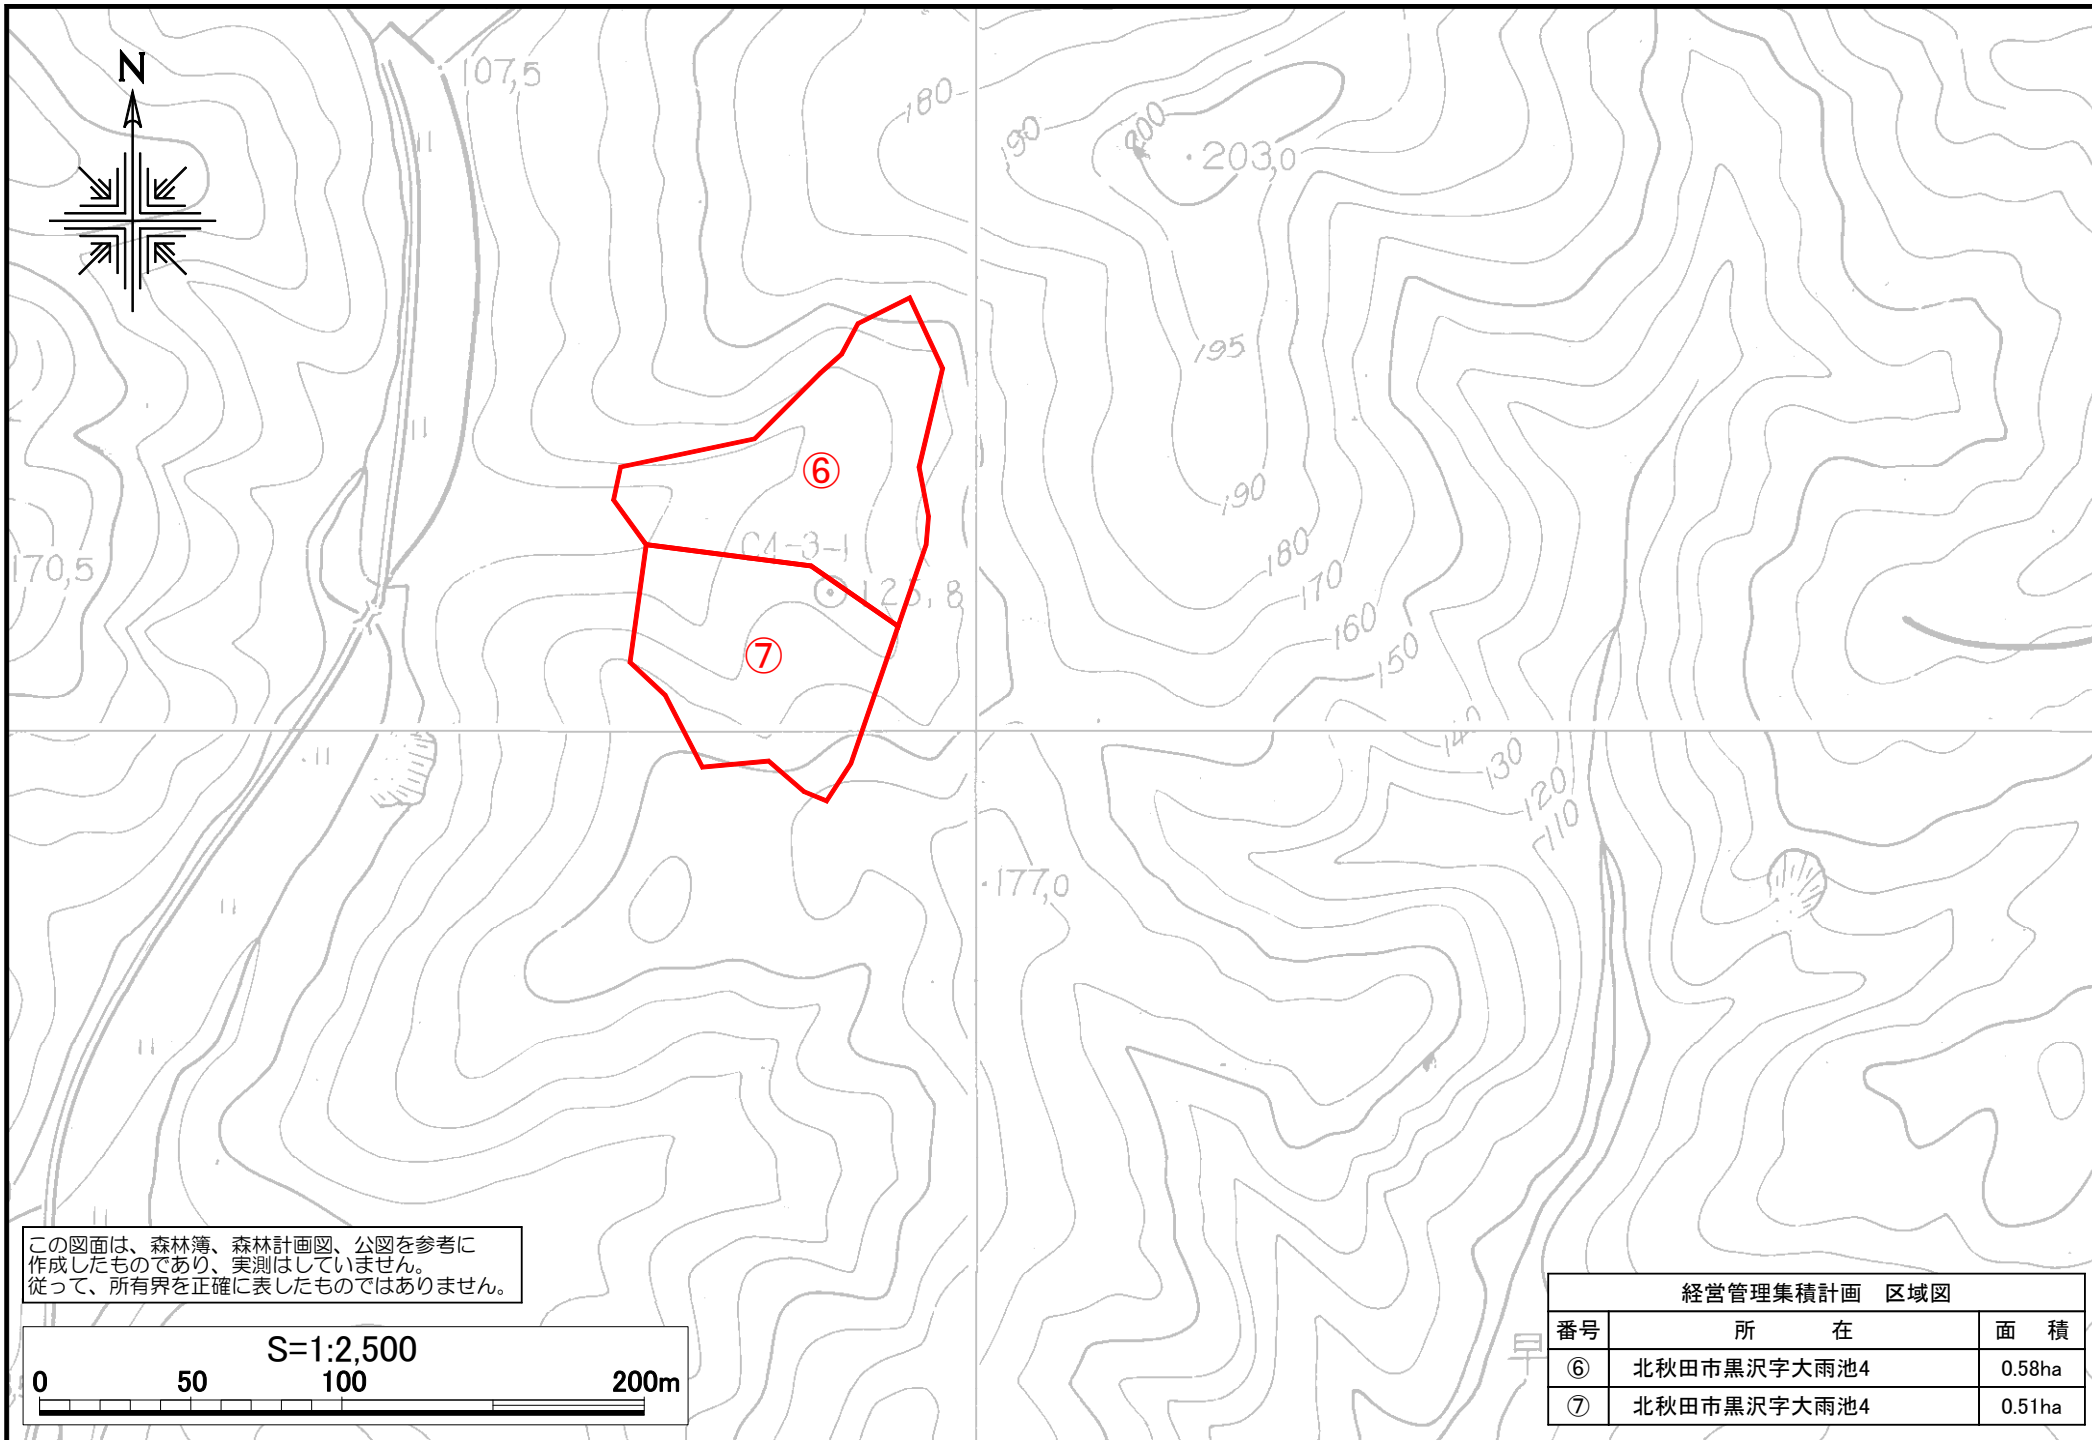 N
107,5
180
190
200
203,0
195
⑥
190
C4-3-1
180
170,5
170
125,8
160
⑦
150
140
130
120
110
177,0
この図面は、森林簿、森林計画図、公図を参考に
作成したものであり、実測はしていません。
従って、所有界を正確に表したものではありません。
S=1:2,500
0 50 100 200m
早
経営管理集積計画 区域図
番号 所 在 面 積
⑥ 北秋田市黒沢字大雨池4 0.58ha
⑦ 北秋田市黒沢字大雨池4 0.51ha